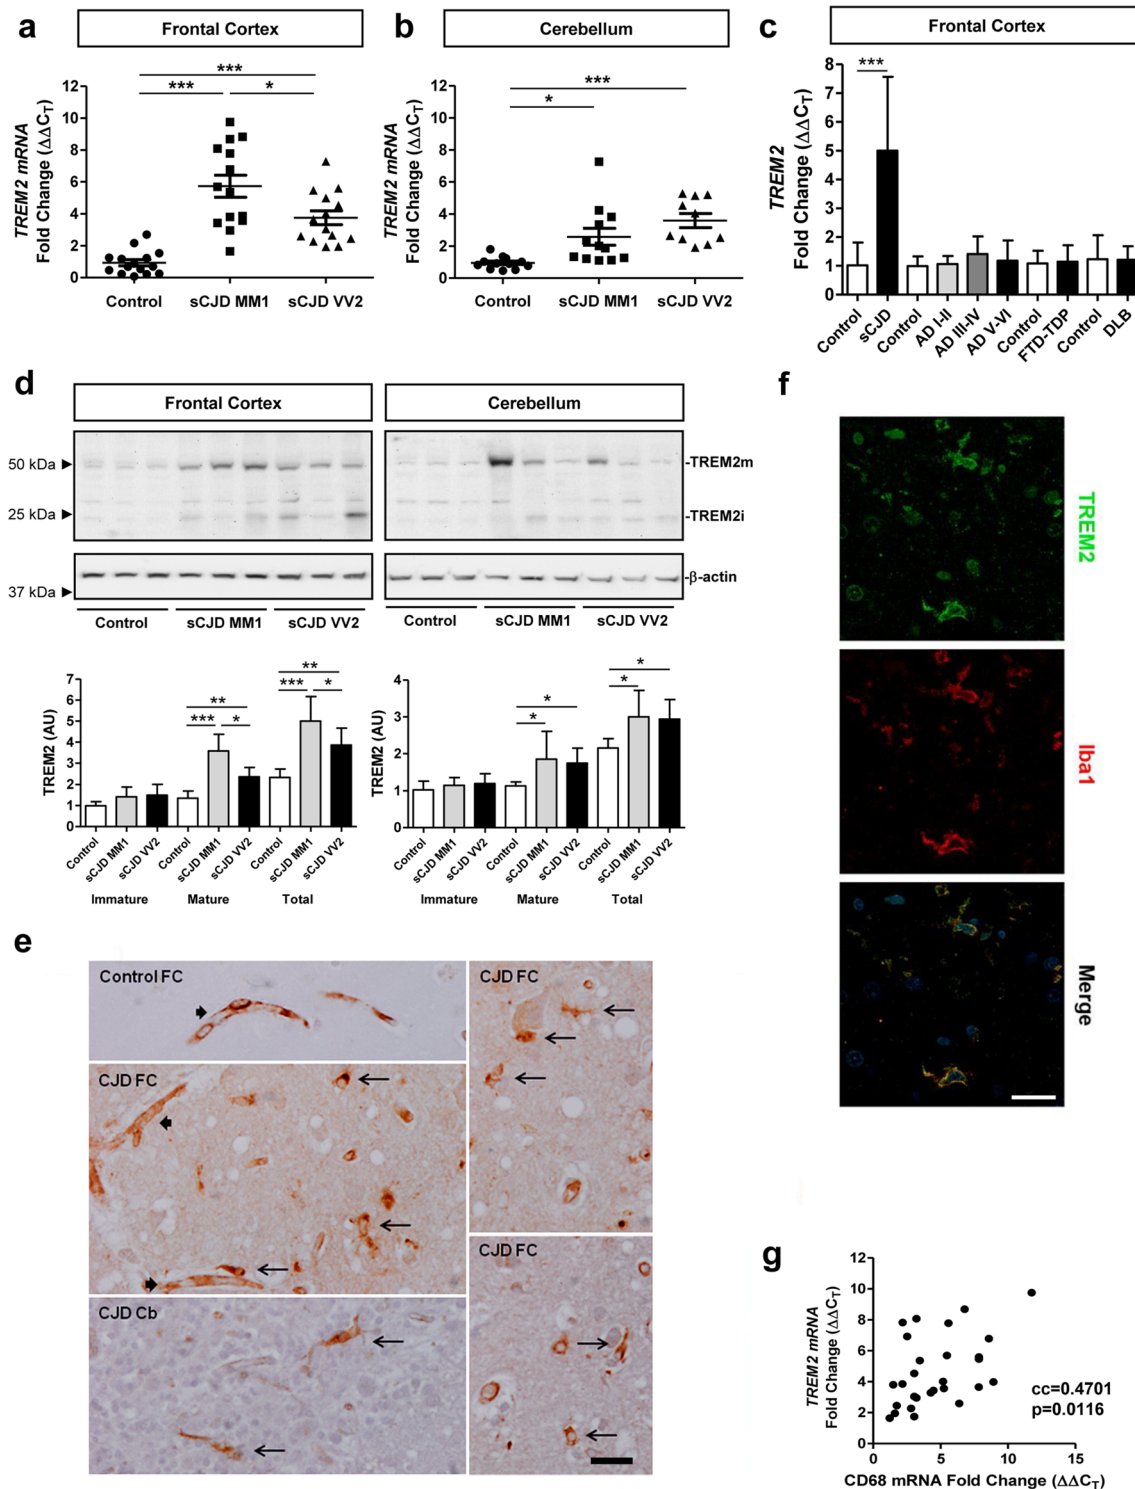 a
Frontal Cortex
TREM2 mRNA
Fold Change (ΔΔCT)
12
10
8
6
4
2
0
***
***
*
Control
sCJD MM1
sCJD VV2
b
Cerebellum
TREM2 mRNA
Fold Change (ΔΔCT)
12
10
8
6
4
2
0
***
*
Control
sCJD MM1
sCJD VV2
c
Frontal Cortex
TREM2
Fold Change (ΔΔCT)
8
7
6
5
4
3
2
1
0
***
Control
sCJD
Control
AD I-II
AD III-IV
AD V-VI
Control
FTD-TDP
Control
DLB
d
Frontal Cortex
Cerebellum
50 kDa
25 kDa
37 kDa
-TREM2m
-TREM2i
-β-actin
Control
sCJD MM1
sCJD VV2
Control
sCJD MM1
sCJD VV2
TREM2 (AU)
7
6
5
4
3
2
1
0
**
***
*
**
***
*
Control
sCJD MM1
sCJD VV2
Control
sCJD MM1
sCJD VV2
Control
sCJD MM1
sCJD VV2
Immature
Mature
Total
TREM2 (AU)
4
3
2
1
0
*
*
*
*
Control
sCJD MM1
sCJD VV2
Control
sCJD MM1
sCJD VV2
Control
sCJD MM1
sCJD VV2
Immature
Mature
Total
e
Control FC
CJD FC
CJD Cb
CJD FC
CJD FC
f
TREM2
Iba1
Merge
g
TREM2 mRNA
Fold Change (ΔΔCT)
12
10
8
6
4
2
0
cc=0.4701
p=0.0116
0
5
10
15
CD68 mRNA Fold Change (ΔΔCT)